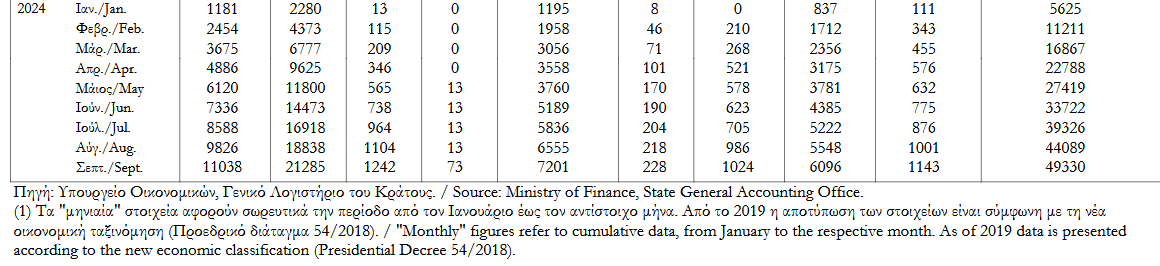 2024 Ιαν./Jan. 1181 2280 13 0 1195 8 0 837 111 5625
Φεβρ./Feb. 2454 4373 115 0 1958 46 210 1712 343 11211
Μάρ./Mar. 3675 6777 209 0 3056 71 268 2356 455 16867
Απρ./Apr. 4886 9625 346 0 3558 101 521 3175 576 22788
Μάιος/May 6120 11800 565 13 3760 170 578 3781 632 27419
Ιούν./Jun. 7336 14473 738 13 5189 190 623 4385 775 33722
Ιούλ./Jul. 8588 16918 964 13 5836 204 705 5222 876 39326
Αύγ./Aug. 9826 18838 1104 13 6555 218 986 5548 1001 44089
Σεπτ./Sept. 11038 21285 1242 73 7201 228 1024 6096 1143 49330
Πηγή: Υπουργείο Οικονομικών, Γενικό Λογιστήριο του Κράτους. / Source: Ministry of Finance, State General Accounting Office.
(1) Τα "μηνιαία" στοιχεία αφορούν σωρευτικά την περίοδο από τον Ιανουάριο έως τον αντίστοιχο μήνα. Από το 2019 η αποτύπωση των στοιχείων είναι σύμφωνη με τη νέα
οικονομική ταξινόμηση (Προεδρικό διάταγμα 54/2018). / "Monthly" figures refer to cumulative data, from January to the respective month. As of 2019 data is presented
according to the new economic classification (Presidential Decree 54/2018).